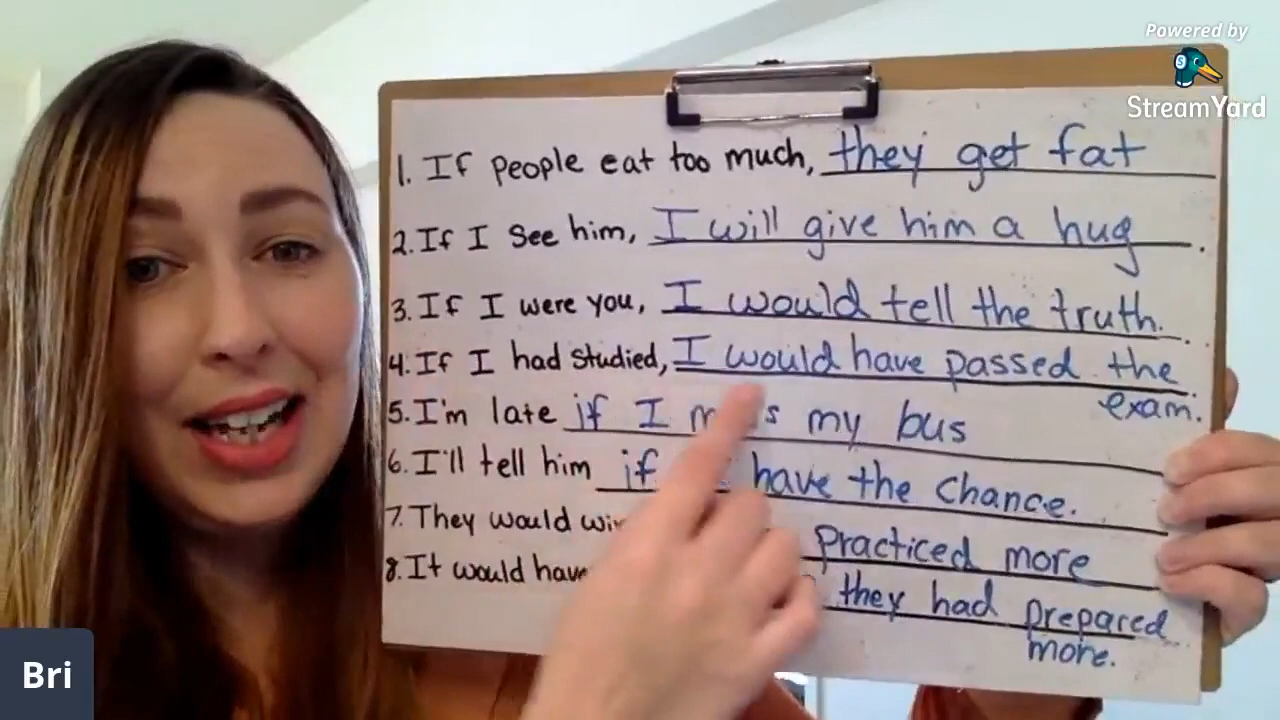 Powered by
StreamYard
1. If people eat too much, they get fat
2. If I see him, I will give him a hug.
3. If I were you, I would tell the truth.
4. If I had studied, I would have passed the
exam.
5. I'm late if I my bus
6. I'll tell him if have the chance.
7. They would practiced more
8. It would have they had prepared
more.
Bri